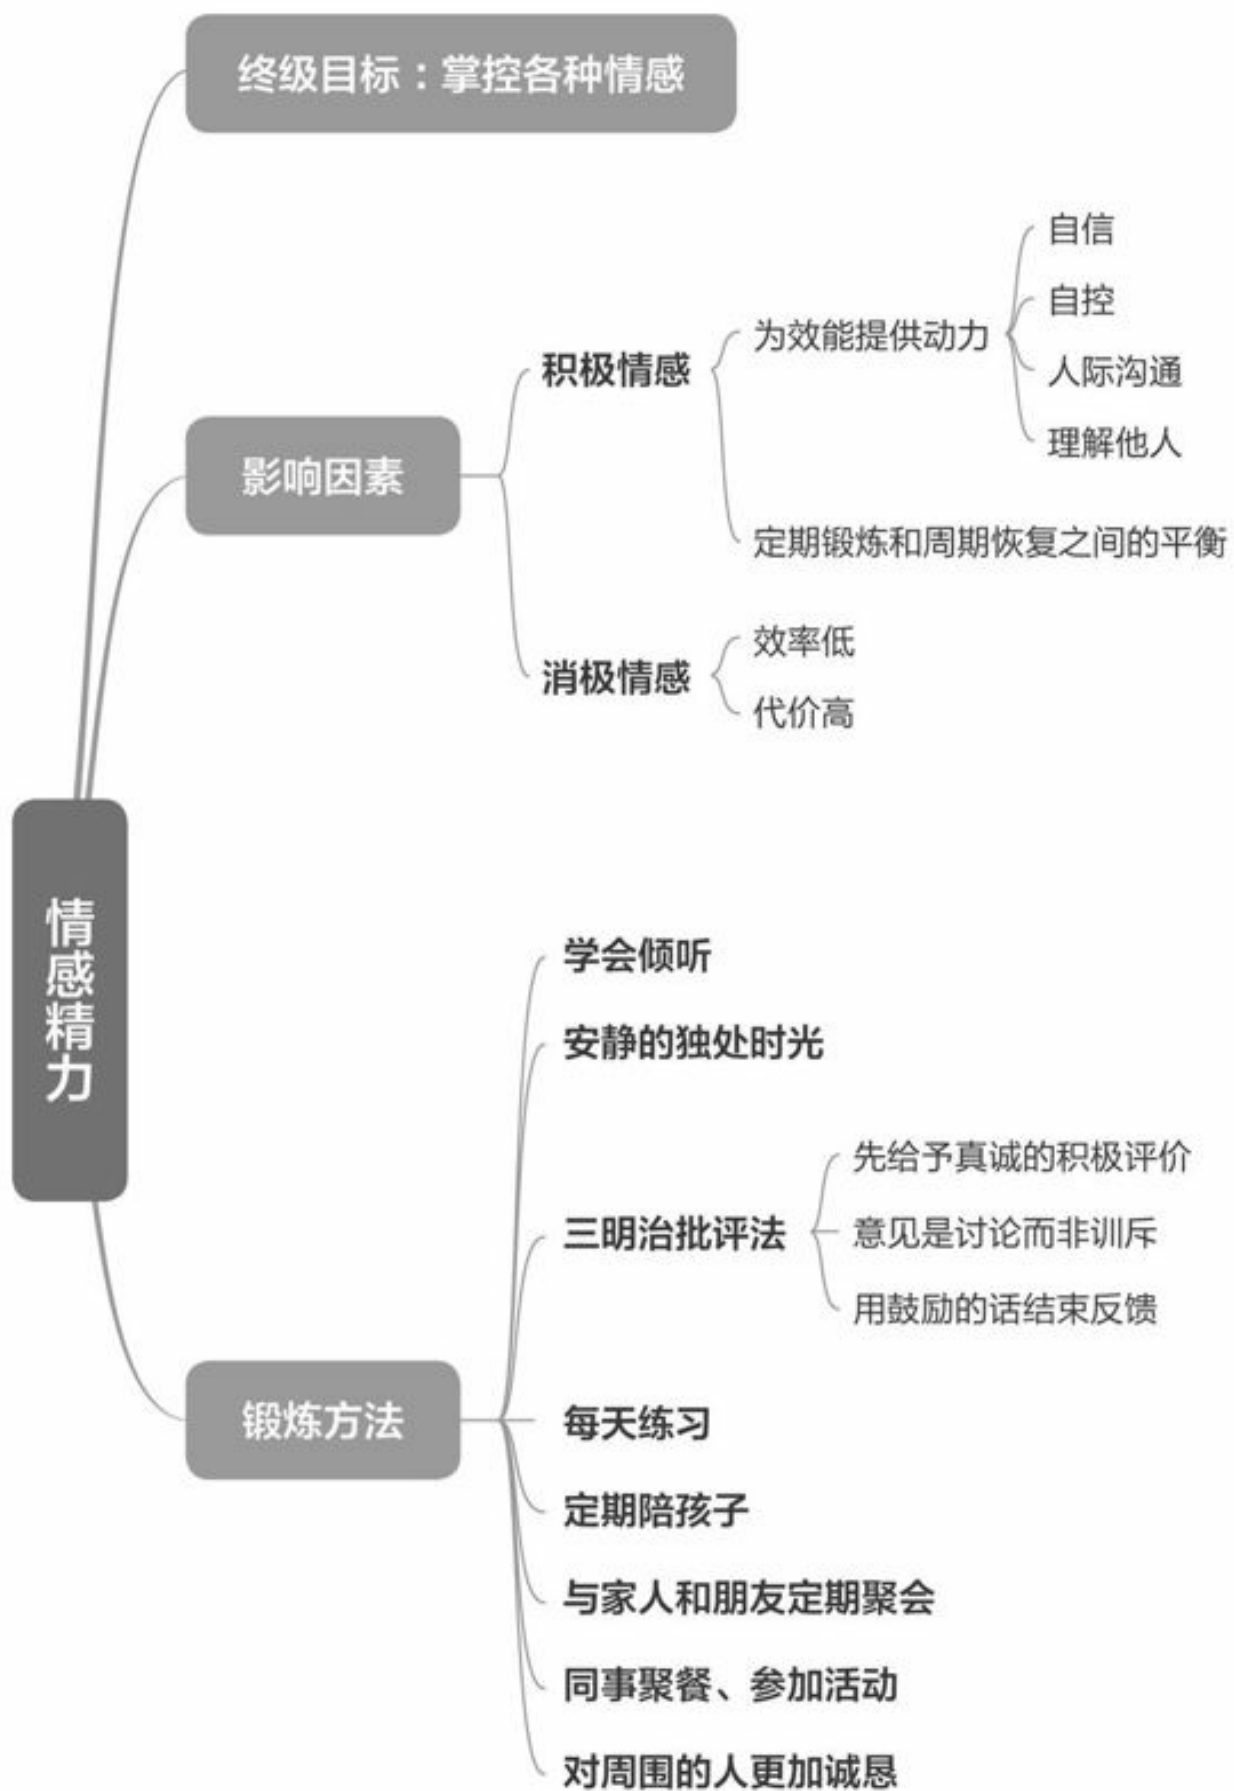 终级目标：掌控各种情感
自信
自控
人际沟通
理解他人
为效能提供动力
积极情感
定期锻炼和周期恢复之间的平衡
影响因素
效率低
消极情感
代价高
情感精力
学会倾听
安静的独处时光
先给予真诚的积极评价
三明治批评法
意见是讨论而非训斥
用鼓励的话结束反馈
锻炼方法
每天练习
定期陪孩子
与家人和朋友定期聚会
同事聚餐、参加活动
对周围的人更加诚恳